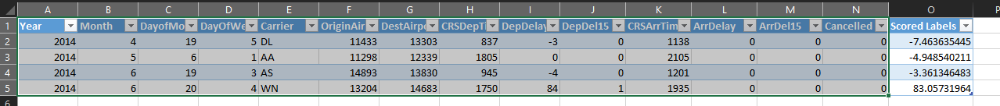 A B C D E F G H I J K L M N O P
1 Year Month DayofMo DayOfWe Carrier OriginAir DestAirpo CRSDepTi DepDelay DepDel15 CRSArrTim ArrDelay ArrDel15 Cancelled Scored Labels
2 2014 4 19 5 DL 11433 13303 837 -3 0 1138 0 0 0 -7.463635445
3 2014 5 6 1 AA 11298 12339 1805 0 0 2105 0 0 0 -4.948540211
4 2014 6 19 3 AS 14893 13830 945 -4 0 1201 0 0 0 -3.361346483
5 2014 6 20 4 WN 13204 14683 1750 84 1 1935 0 0 0 83.05731964
6